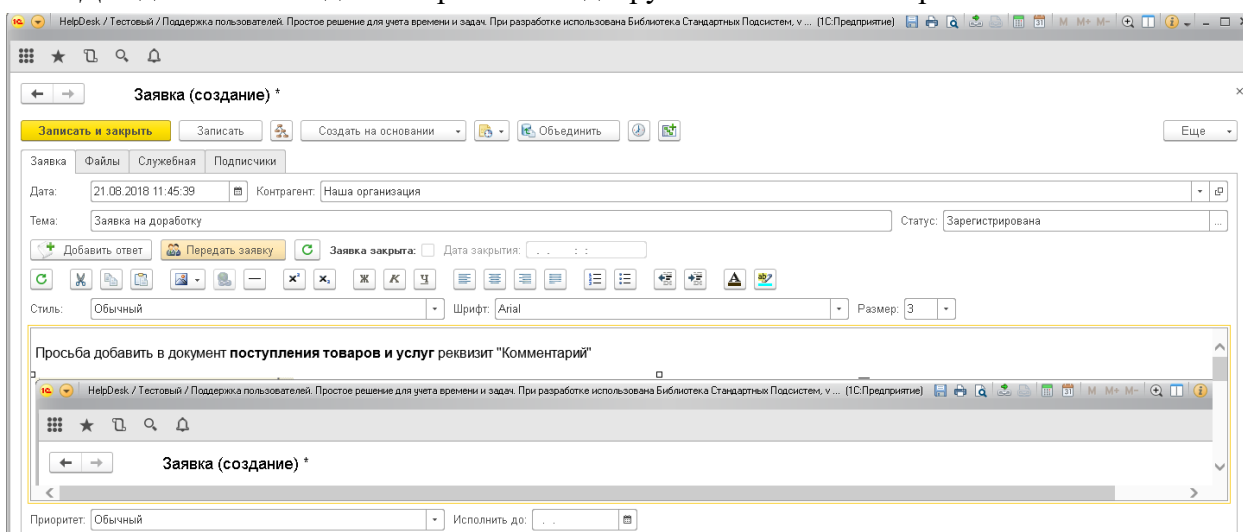 HelpDesk / Тестовый / Поддержка пользователей. Простое решение для учета времени и задач. При разработке использована Библиотека Стандартных Подсистем, v ... (1С:Предприятие) M M+ M-
Заявка (создание) *
Записать и закрыть Записать Создать на основании Объединить Еще
Заявка Файлы Служебная Подписчики
Дата: 21.08.2018 11:45:39 Контрагент: Наша организация
Тема: Заявка на доработку Статус: Зарегистрирована ...
Добавить ответ Передать заявку Заявка закрыта: Дата закрытия: . . : :
x² x₂ Ж К Ч A
Стиль: Обычный Шрифт: Arial Размер: 3
Просьба добавить в документ поступления товаров и услуг реквизит "Комментарий"
HelpDesk / Тестовый / Поддержка пользователей. Простое решение для учета времени и задач. При разработке использована Библиотека Стандартных Подсистем, v ... (1С:Предприятие) M M+ M-
Заявка (создание) *
Приоритет: Обычный Исполнить до: . .